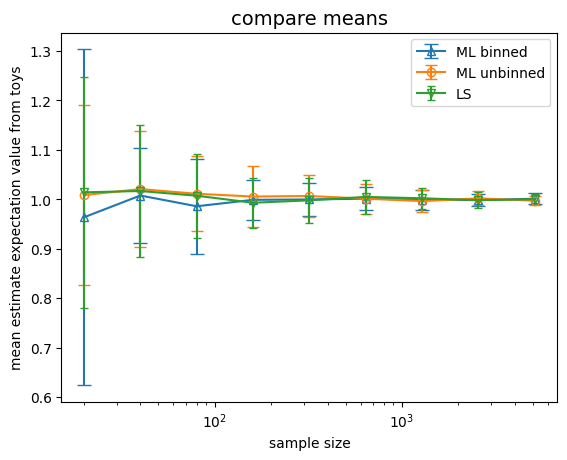 compare means
ML binned
ML unbinned
LS
mean estimate expectation value from toys
1.3
1.2
1.1
1.0
0.9
0.8
0.7
0.6
10²
10³
sample size